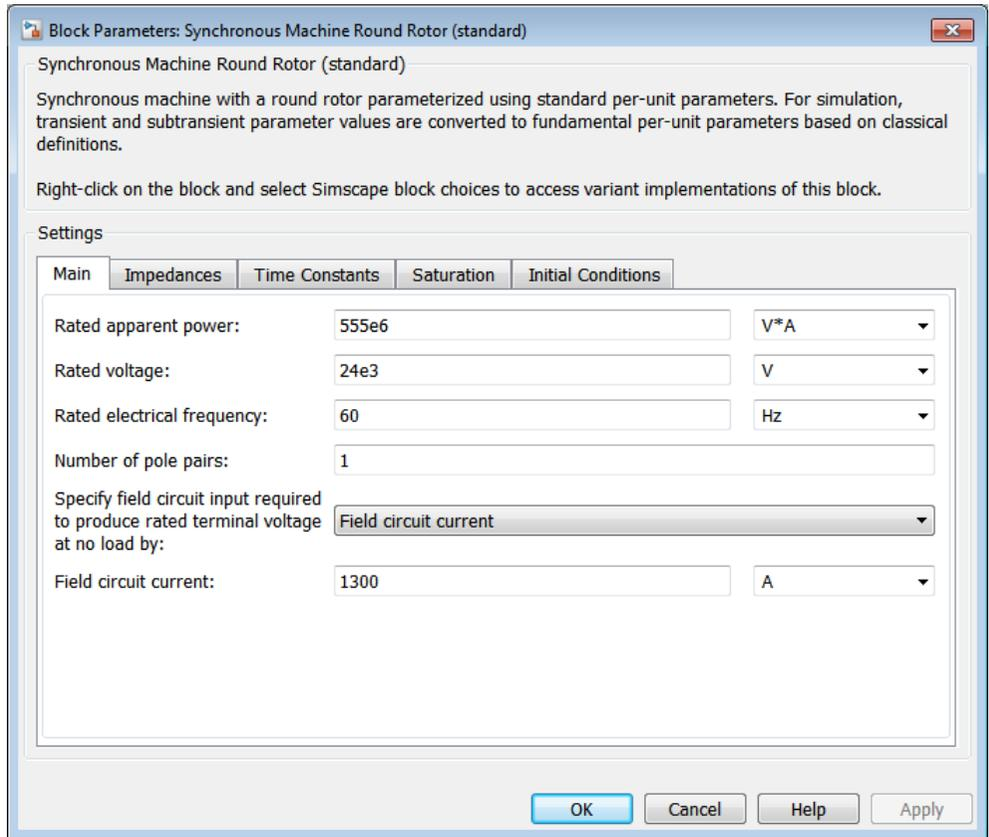 Block Parameters: Synchronous Machine Round Rotor (standard)
Synchronous Machine Round Rotor (standard)
Synchronous machine with a round rotor parameterized using standard per-unit parameters. For simulation,
transient and subtransient parameter values are converted to fundamental per-unit parameters based on classical
definitions.
Right-click on the block and select Simscape block choices to access variant implementations of this block.
Settings
Main Impedances Time Constants Saturation Initial Conditions
Rated apparent power: 555e6 V*A
Rated voltage: 24e3 V
Rated electrical frequency: 60 Hz
Number of pole pairs: 1
Specify field circuit input required
to produce rated terminal voltage Field circuit current
at no load by:
Field circuit current: 1300 A
OK Cancel Help Apply